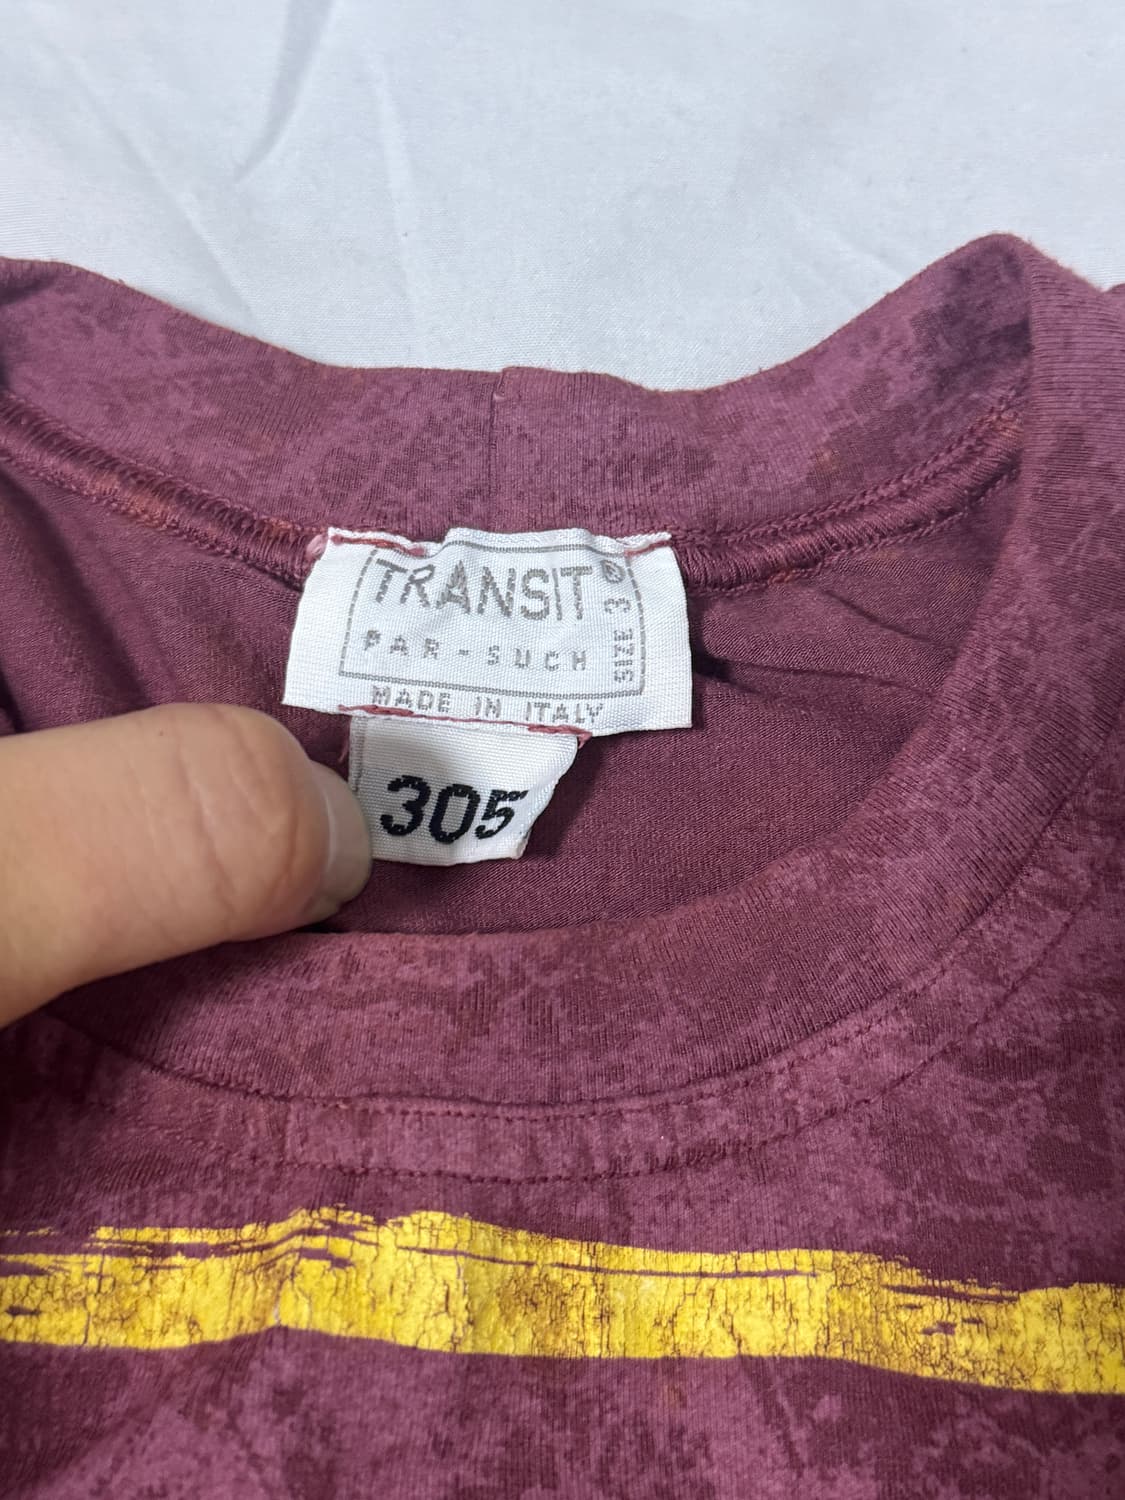 TRANSIT®
PAR-SUCH
SIZE 3
MADE IN ITALY
305